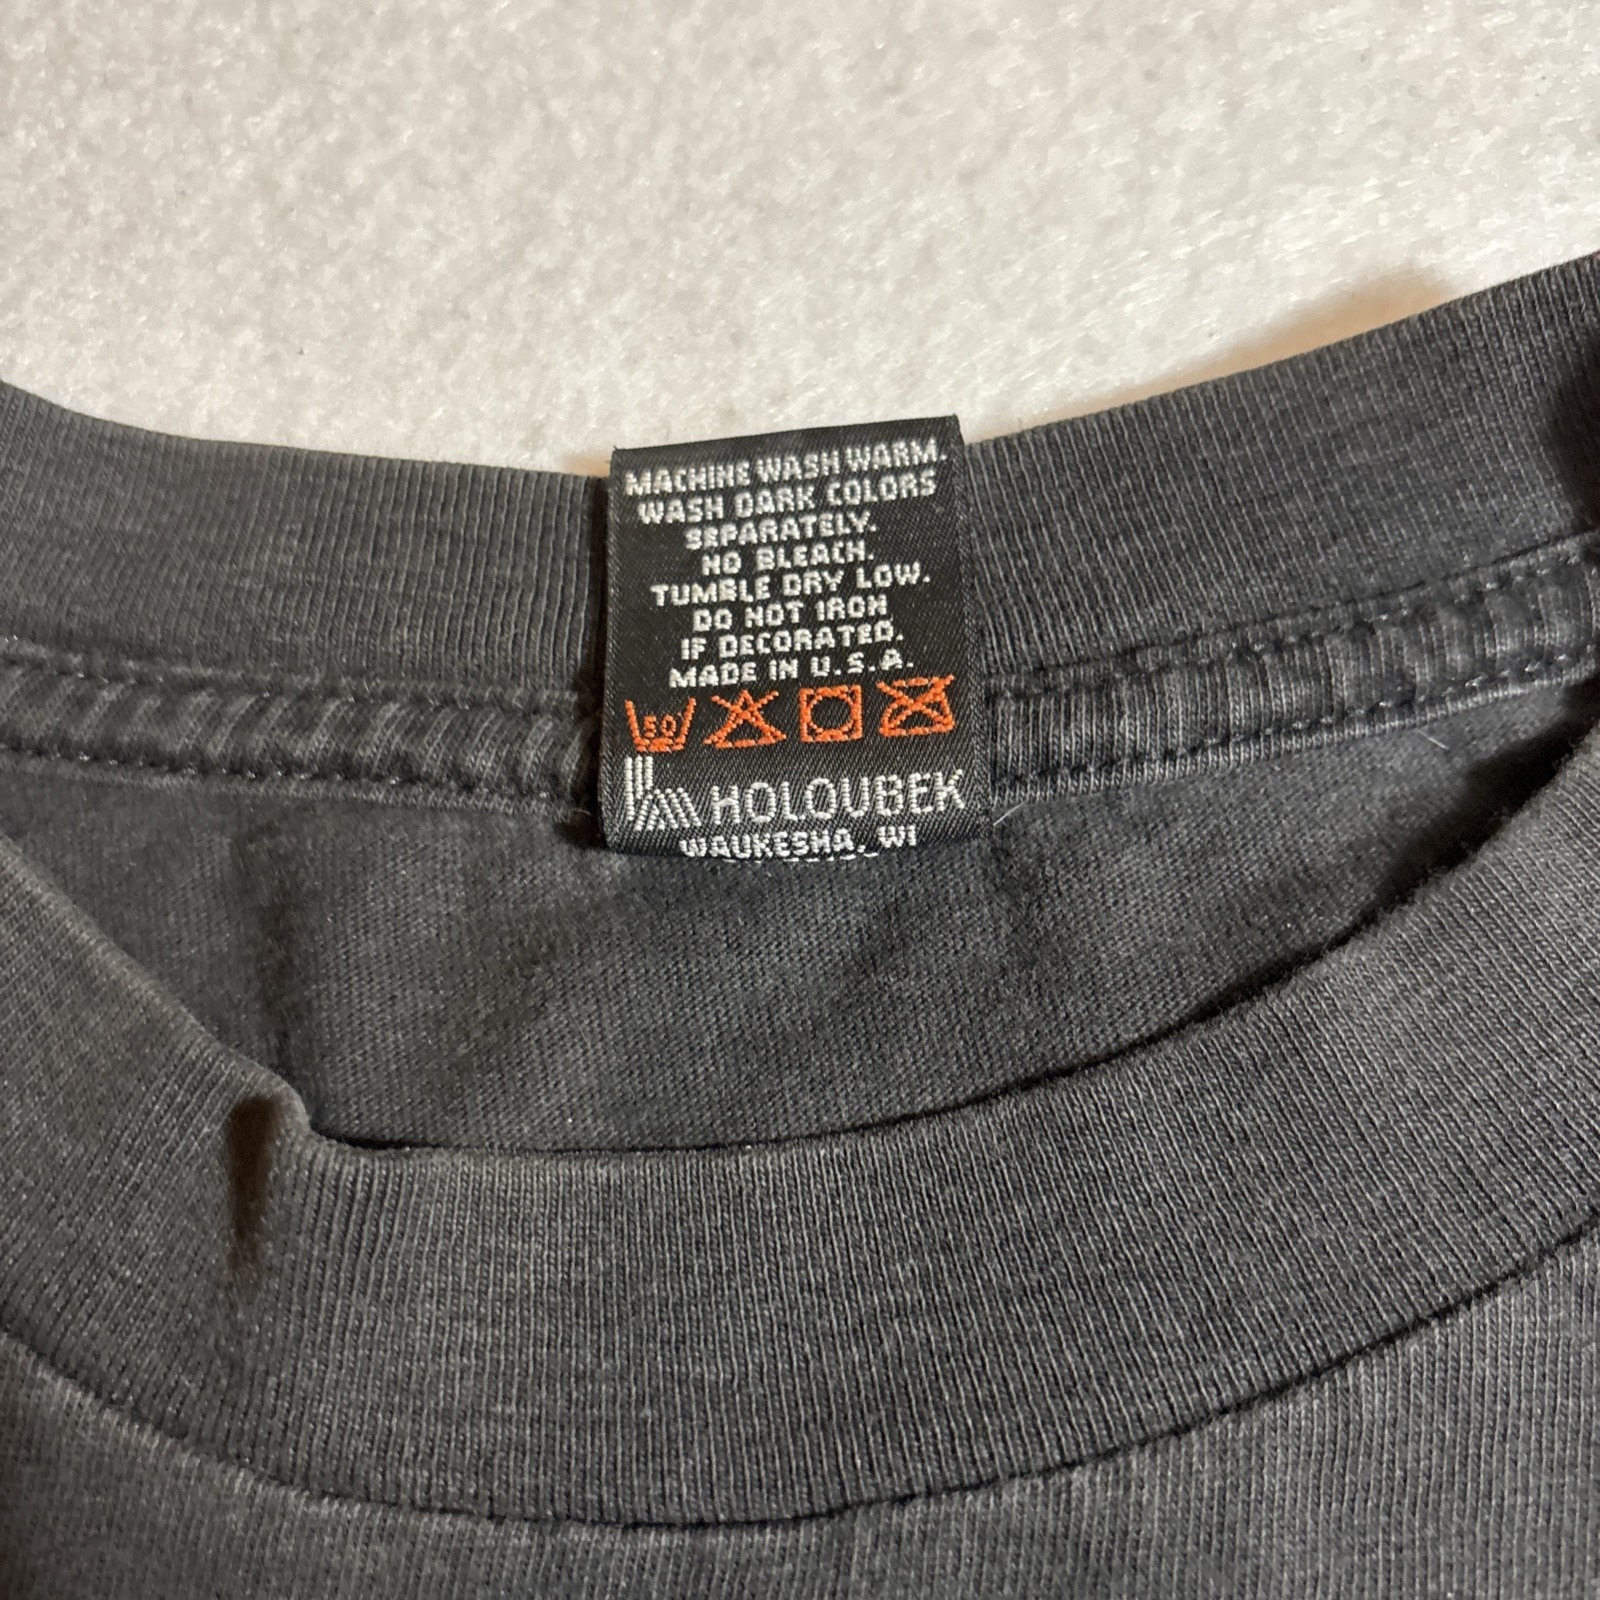 MACHINE WASH WARM.
WASH DARK COLORS
SEPARATELY.
NO BLEACH.
TUMBLE DRY LOW.
DO NOT IRON
IF DECORATED.
MADE IN U.S.A.
50
HOLOUBEK
WAUKESHA, WI